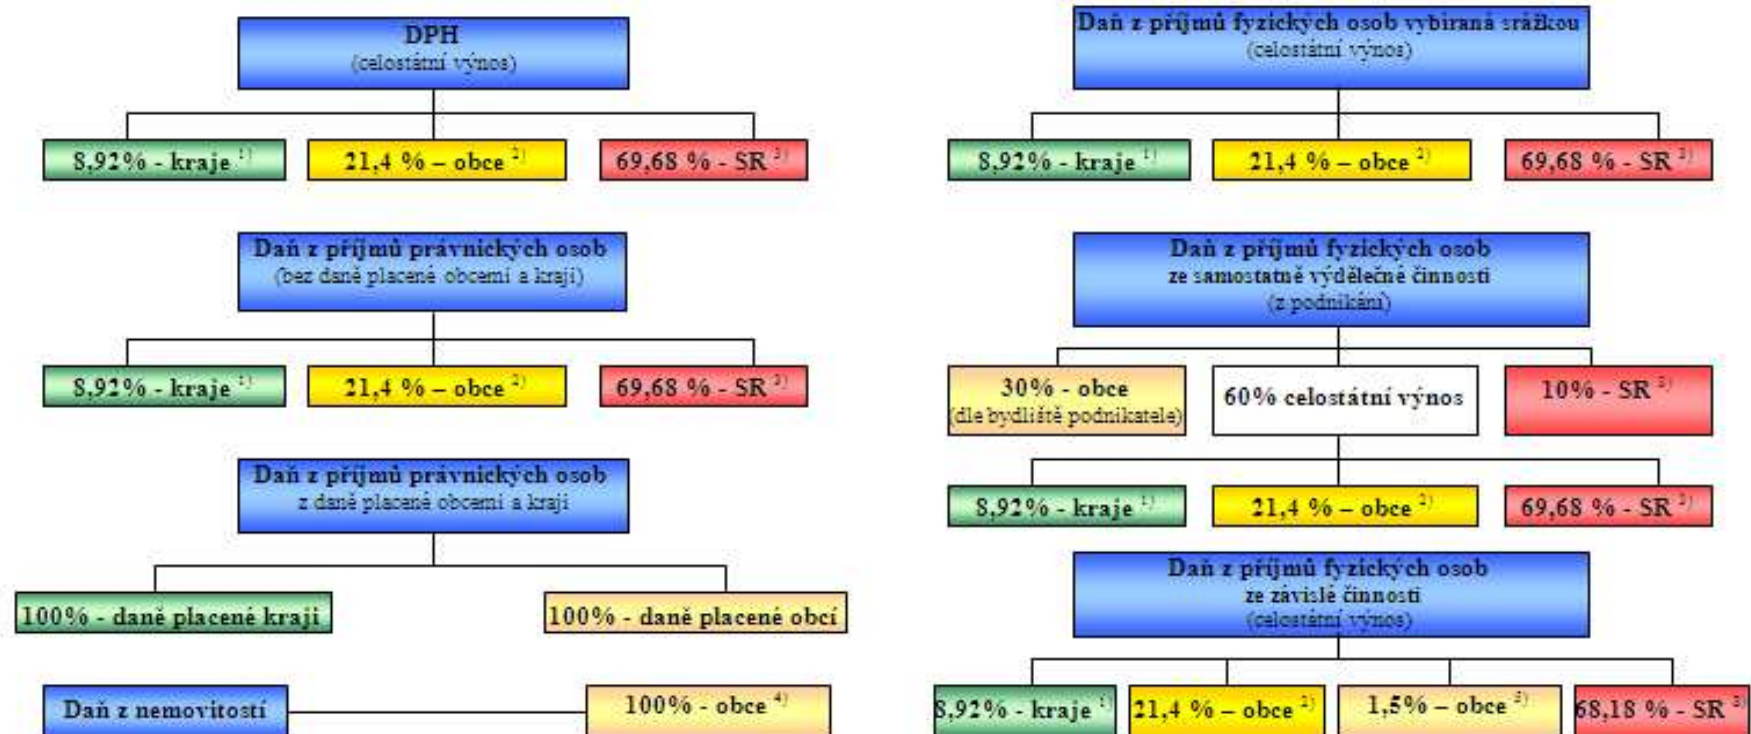 DPH
(celostátní výnos)
8,92% - kraje 1)
21,4 % – obce 2)
69,68 % - SR 3)
Daň z příjmů právnických osob
(bez daně placené obcemi a kraji)
8,92% - kraje 1)
21,4 % – obce 2)
69,68 % - SR 3)
Daň z příjmů právnických osob
z daně placené obcemi a kraji
100% - daně placené kraji
100% - daně placené obcí
Daň z nemovitostí
100% - obce 4)
Daň z příjmů fyzických osob vybíraná srážkou
(celostátní výnos)
8,92% - kraje 1)
21,4 % – obce 2)
69,68 % - SR 3)
Daň z příjmů fyzických osob
ze samostatně výdělečné činnosti
(z podnikání)
30% - obce
(dle bydliště podnikatele)
60% celostátní výnos
10% - SR 3)
8,92% - kraje 1)
21,4 % – obce 2)
69,68 % - SR 3)
Daň z příjmů fyzických osob
ze závislé činnosti
(celostátní výnos)
8,92% - kraje 1)
21,4 % – obce 2)
1,5% – obce 5)
68,18 % - SR 3)